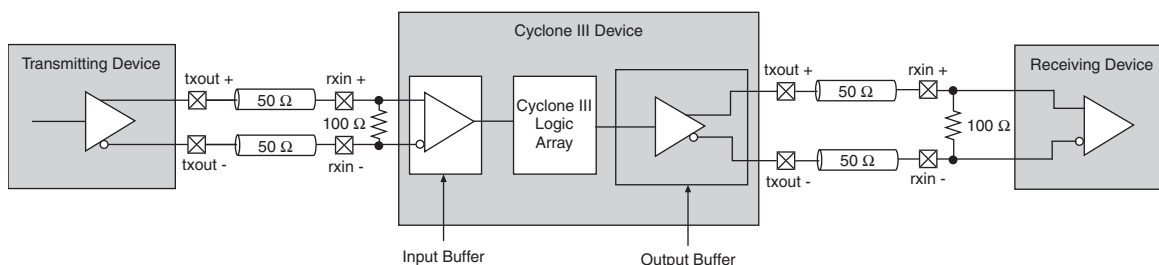 Cyclone III Device
Transmitting Device
txout +
rxin +
50 Ω
100 Ω
50 Ω
txout -
rxin -
Cyclone III
Logic
Array
txout +
rxin +
50 Ω
100 Ω
50 Ω
txout -
rxin -
Receiving Device
Input Buffer
Output Buffer